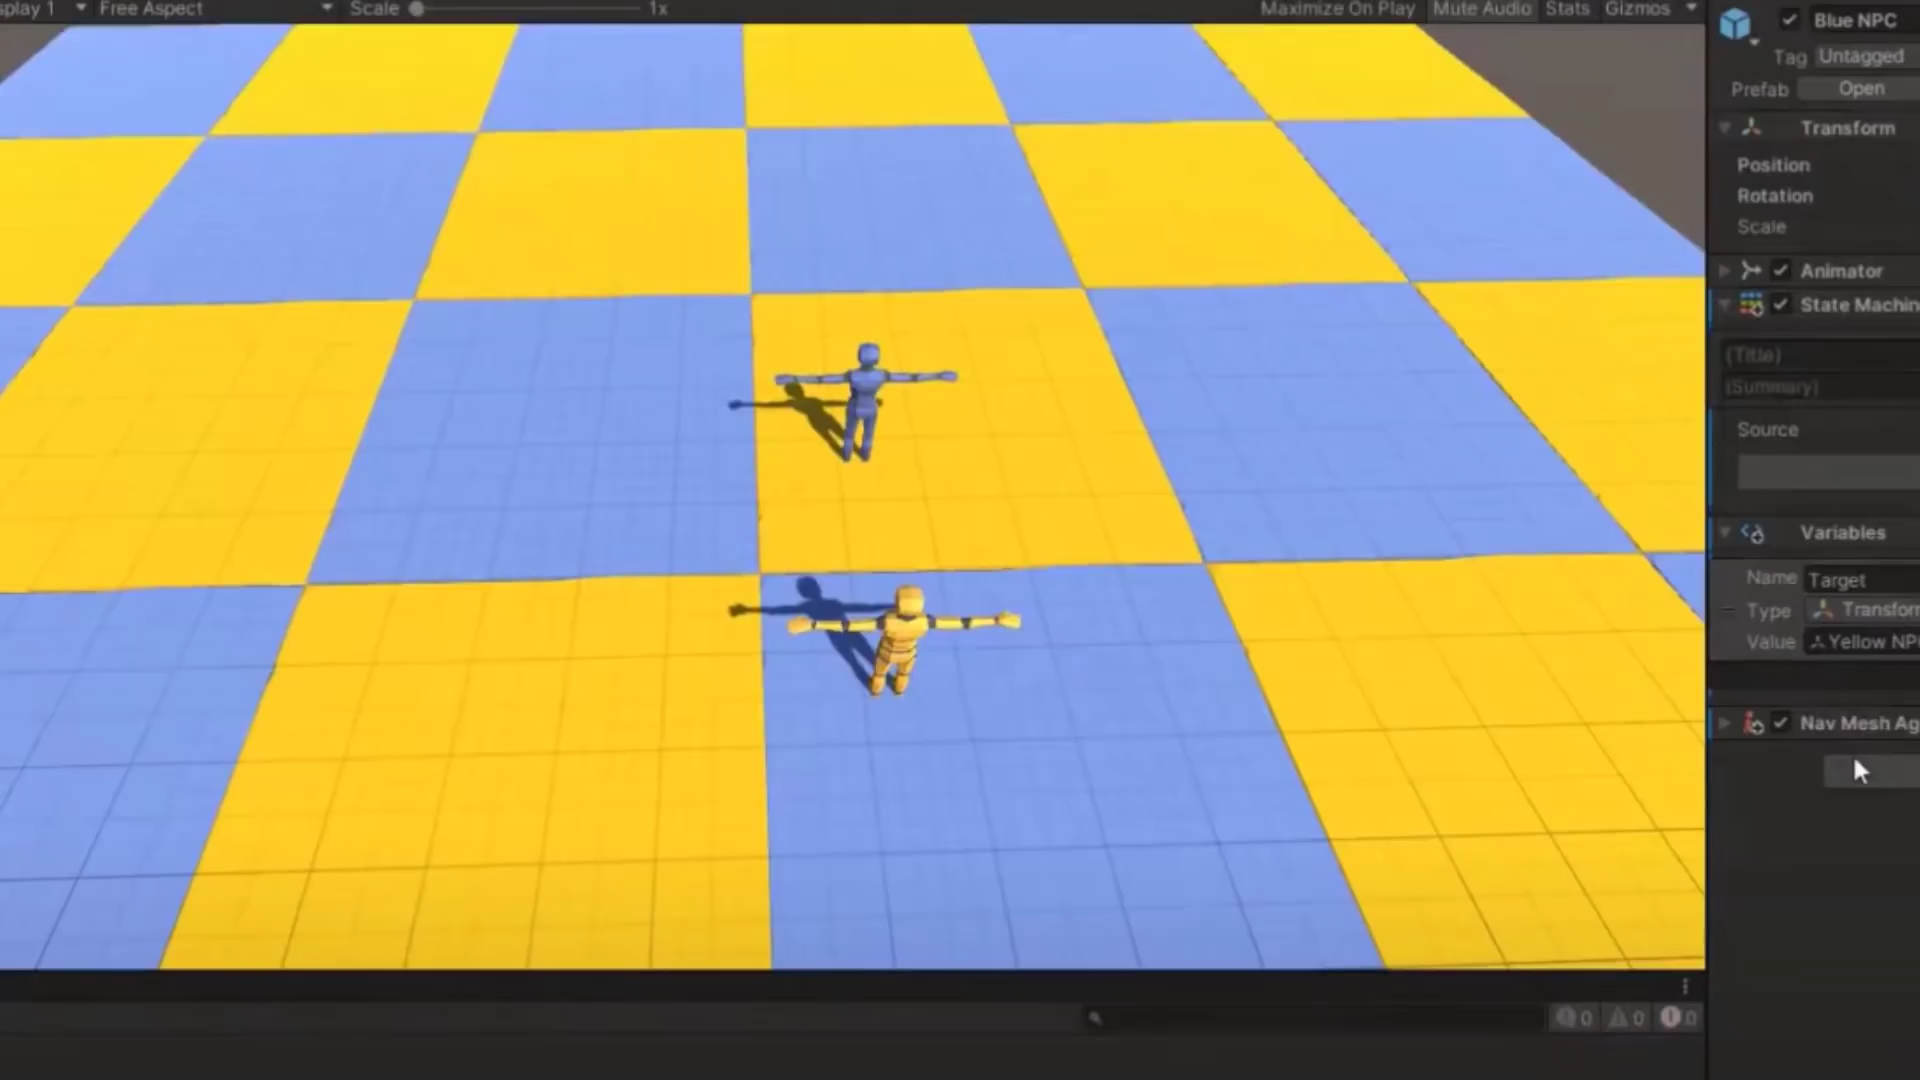 splay 1 Free Aspect Scale 1x Maximize On Play Mute Audio Stats Gizmos
Blue NPC
Tag Untagged
Prefab Open
Transform
Position
Rotation
Scale
Animator
State Machin
(Title)
(Summary)
Source
Variables
Name Target
Type Transfor
Value Yellow NP
Nav Mesh Ag
0 0 0